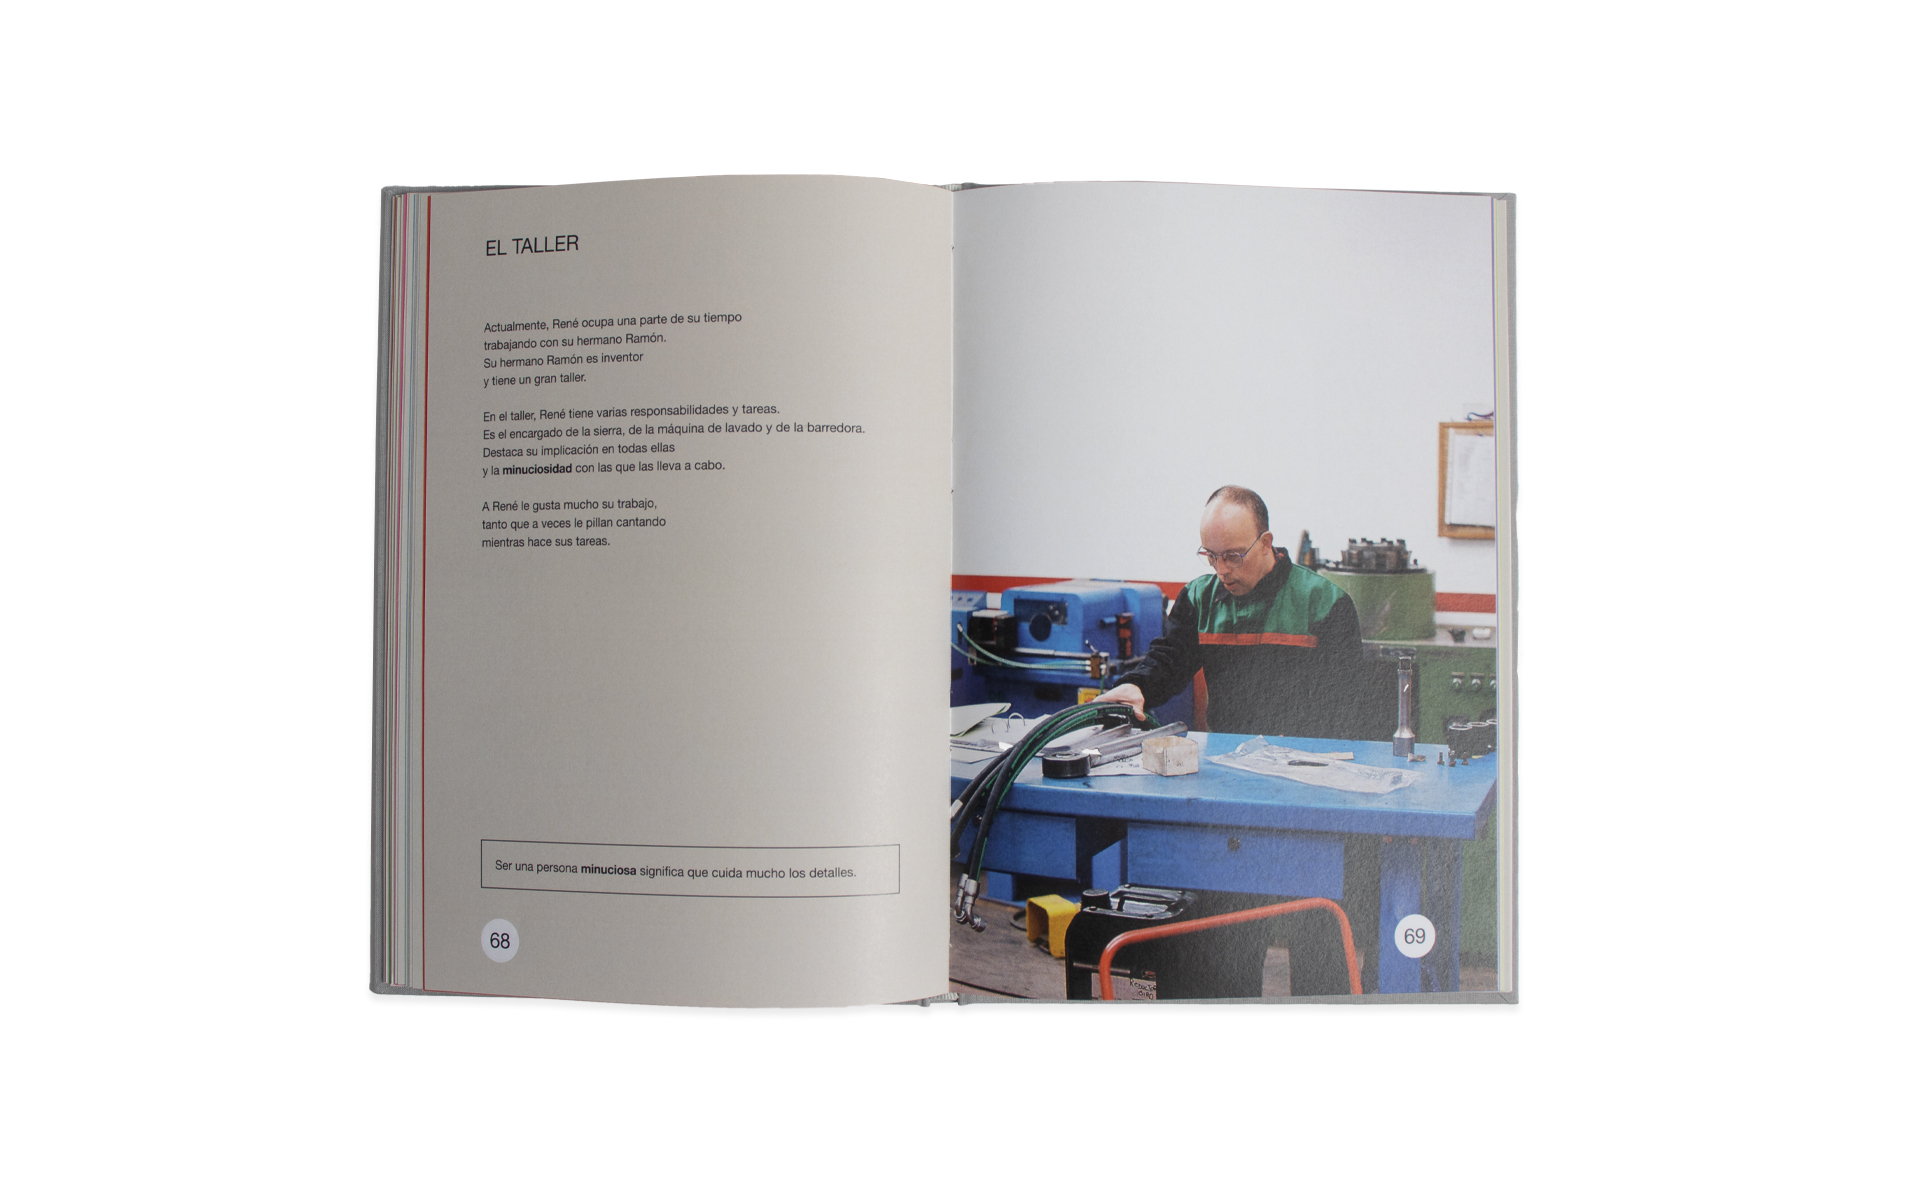 EL TALLER
Actualmente, René ocupa una parte de su tiempo
trabajando con su hermano Ramón.
Su hermano Ramón es inventor
y tiene un gran taller.
En el taller, René tiene varias responsabilidades y tareas.
Es el encargado de la sierra, de la máquina de lavado y de la barredora.
Destaca su implicación en todas ellas
y la minuciosidad con las que las lleva a cabo.
A René le gusta mucho su trabajo,
tanto que a veces le pillan cantando
mientras hace sus tareas.
Ser una persona minuciosa significa que cuida mucho los detalles.
68
69